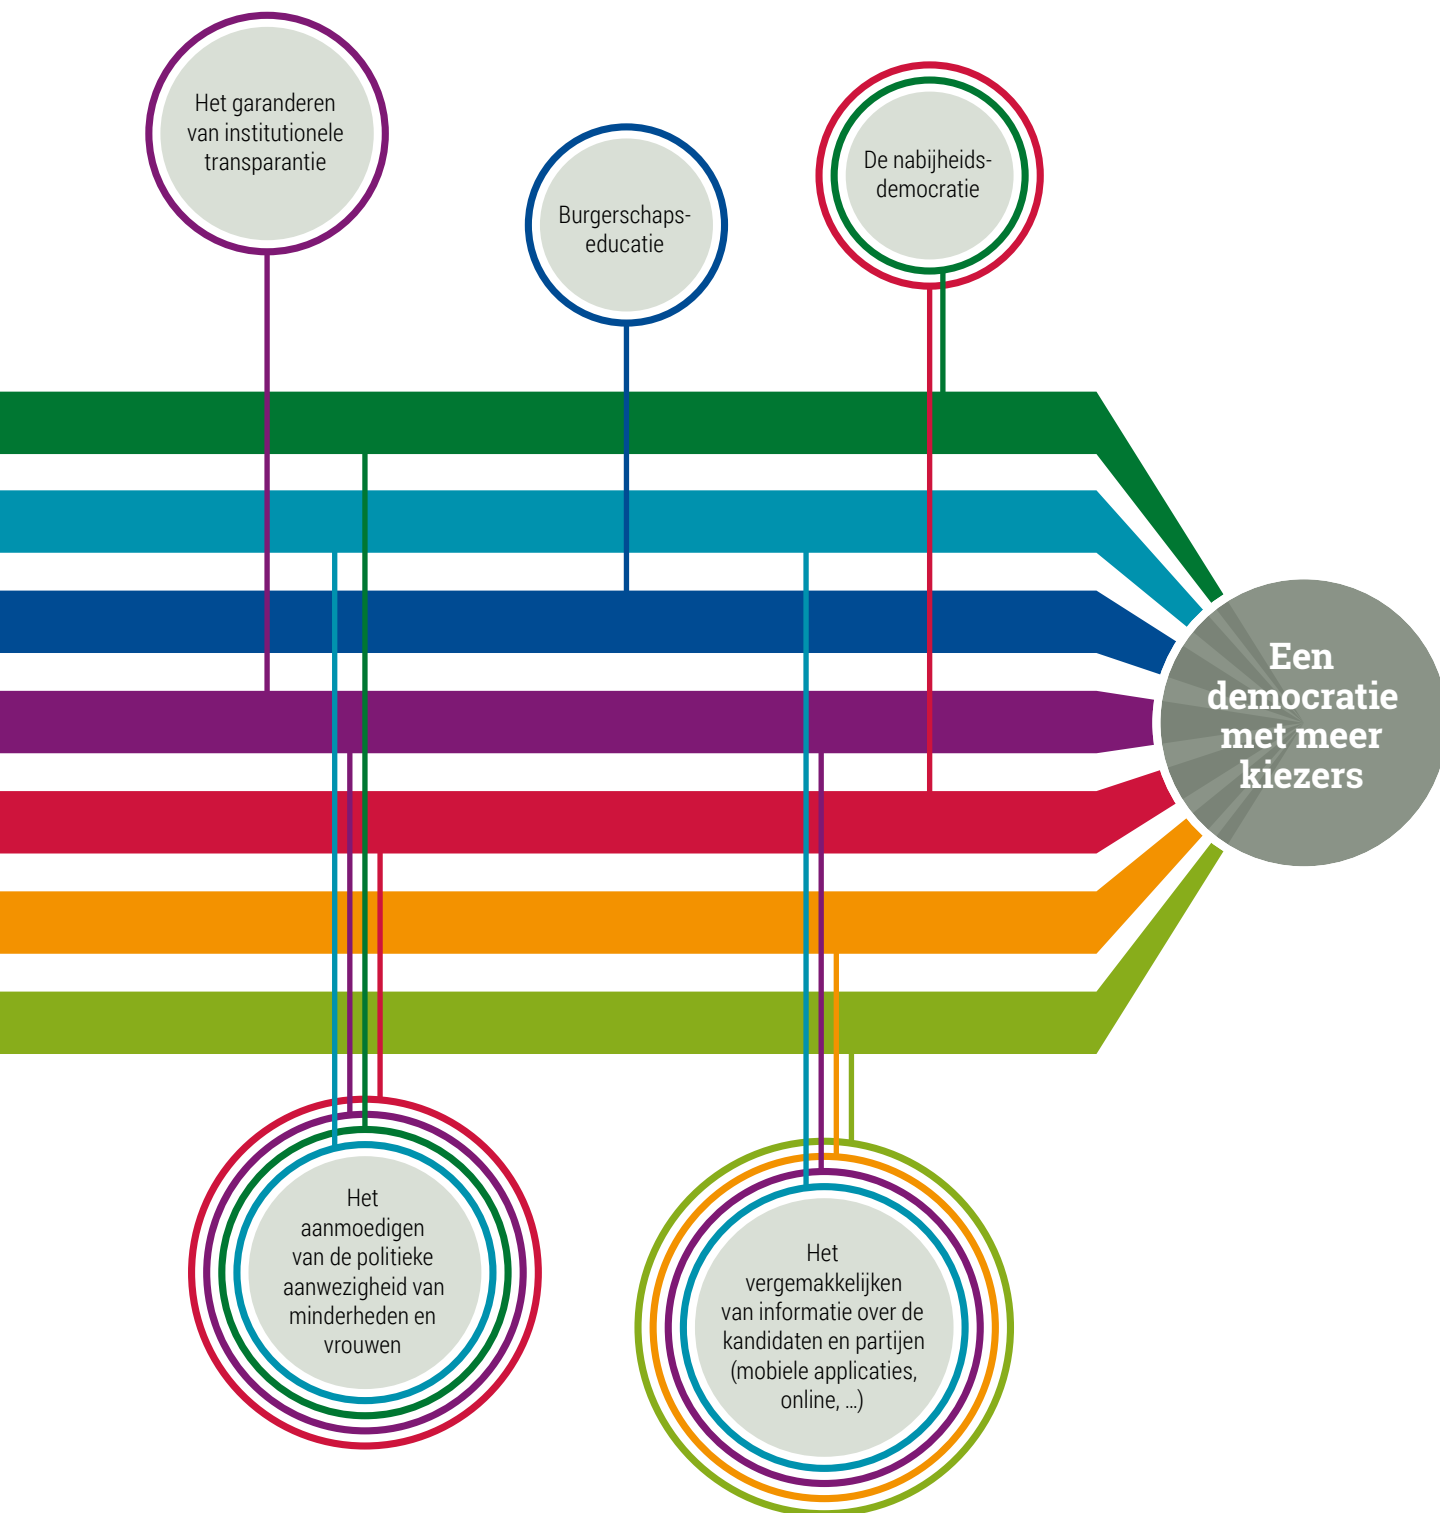 Het garanderen
van institutionele
transparantie
Burgerschaps-
educatie
De nabijheids-
democratie
Een
democratie
met meer
kiezers
Het
aanmoedigen
van de politieke
aanwezigheid van
minderheden en
vrouwen
Het
vergemakkelijken
van informatie over de
kandidaten en partijen
(mobiele applicaties,
online, ...)